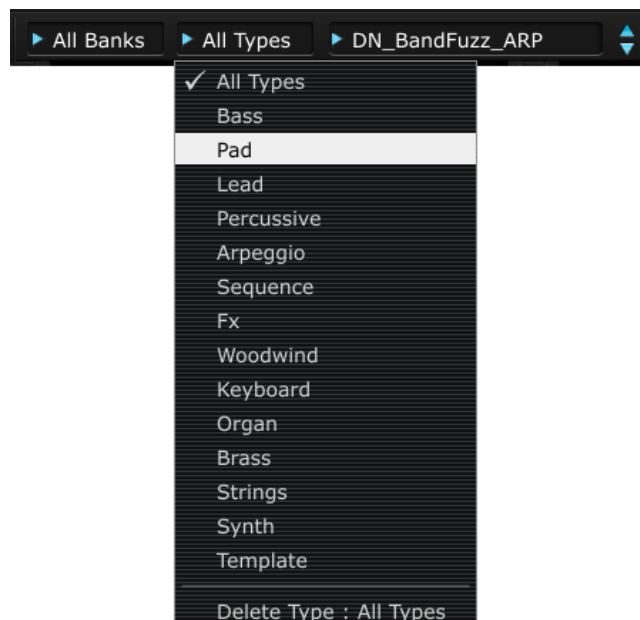 All Banks All Types DN_BandFuzz_ARP
All Types
Bass
Pad
Lead
Percussive
Arpeggio
Sequence
Fx
Woodwind
Keyboard
Organ
Brass
Strings
Synth
Template
Delete Type : All Types